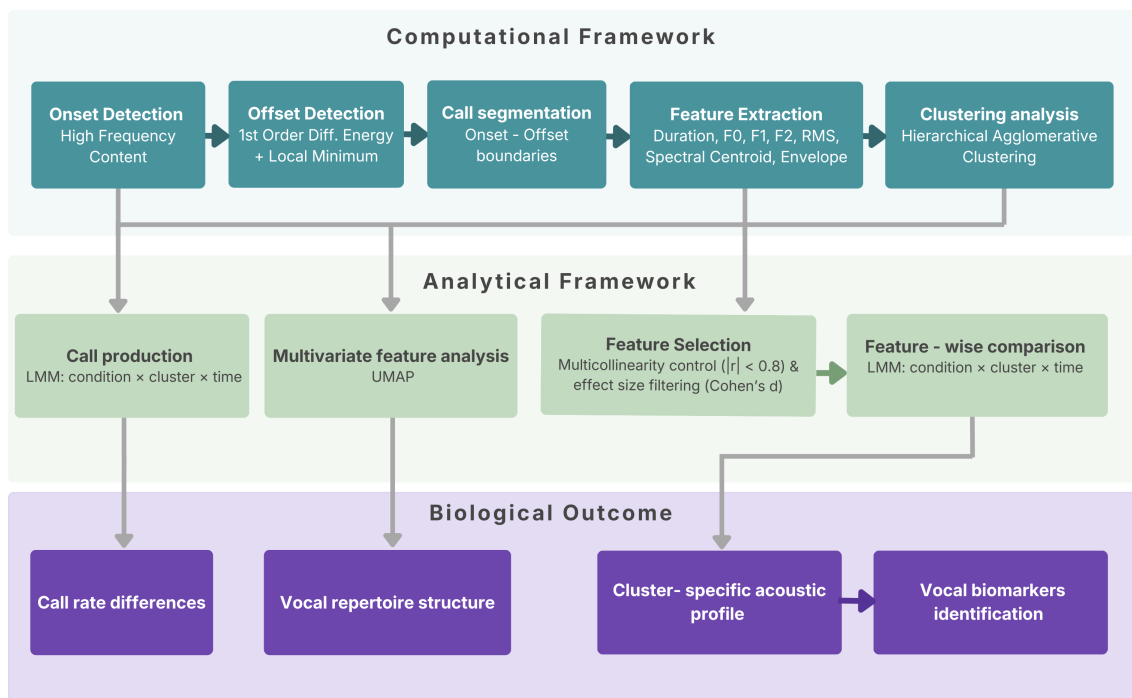 Computational Framework
Onset Detection
High Frequency
Content
Offset Detection
1st Order Diff. Energy
+ Local Minimum
Call segmentation
Onset - Offset
boundaries
Feature Extraction
Duration, F0, F1, F2, RMS,
Spectral Centroid, Envelope
Clustering analysis
Hierarchical Agglomerative
Clustering
Analytical Framework
Call production
LMM: condition × cluster × time
Multivariate feature analysis
UMAP
Feature Selection
Multicollinearity control (|r| < 0.8) &
effect size filtering (Cohen's d)
Feature - wise comparison
LMM: condition × cluster × time
Biological Outcome
Call rate differences
Vocal repertoire structure
Cluster- specific acoustic
profile
Vocal biomarkers
identification